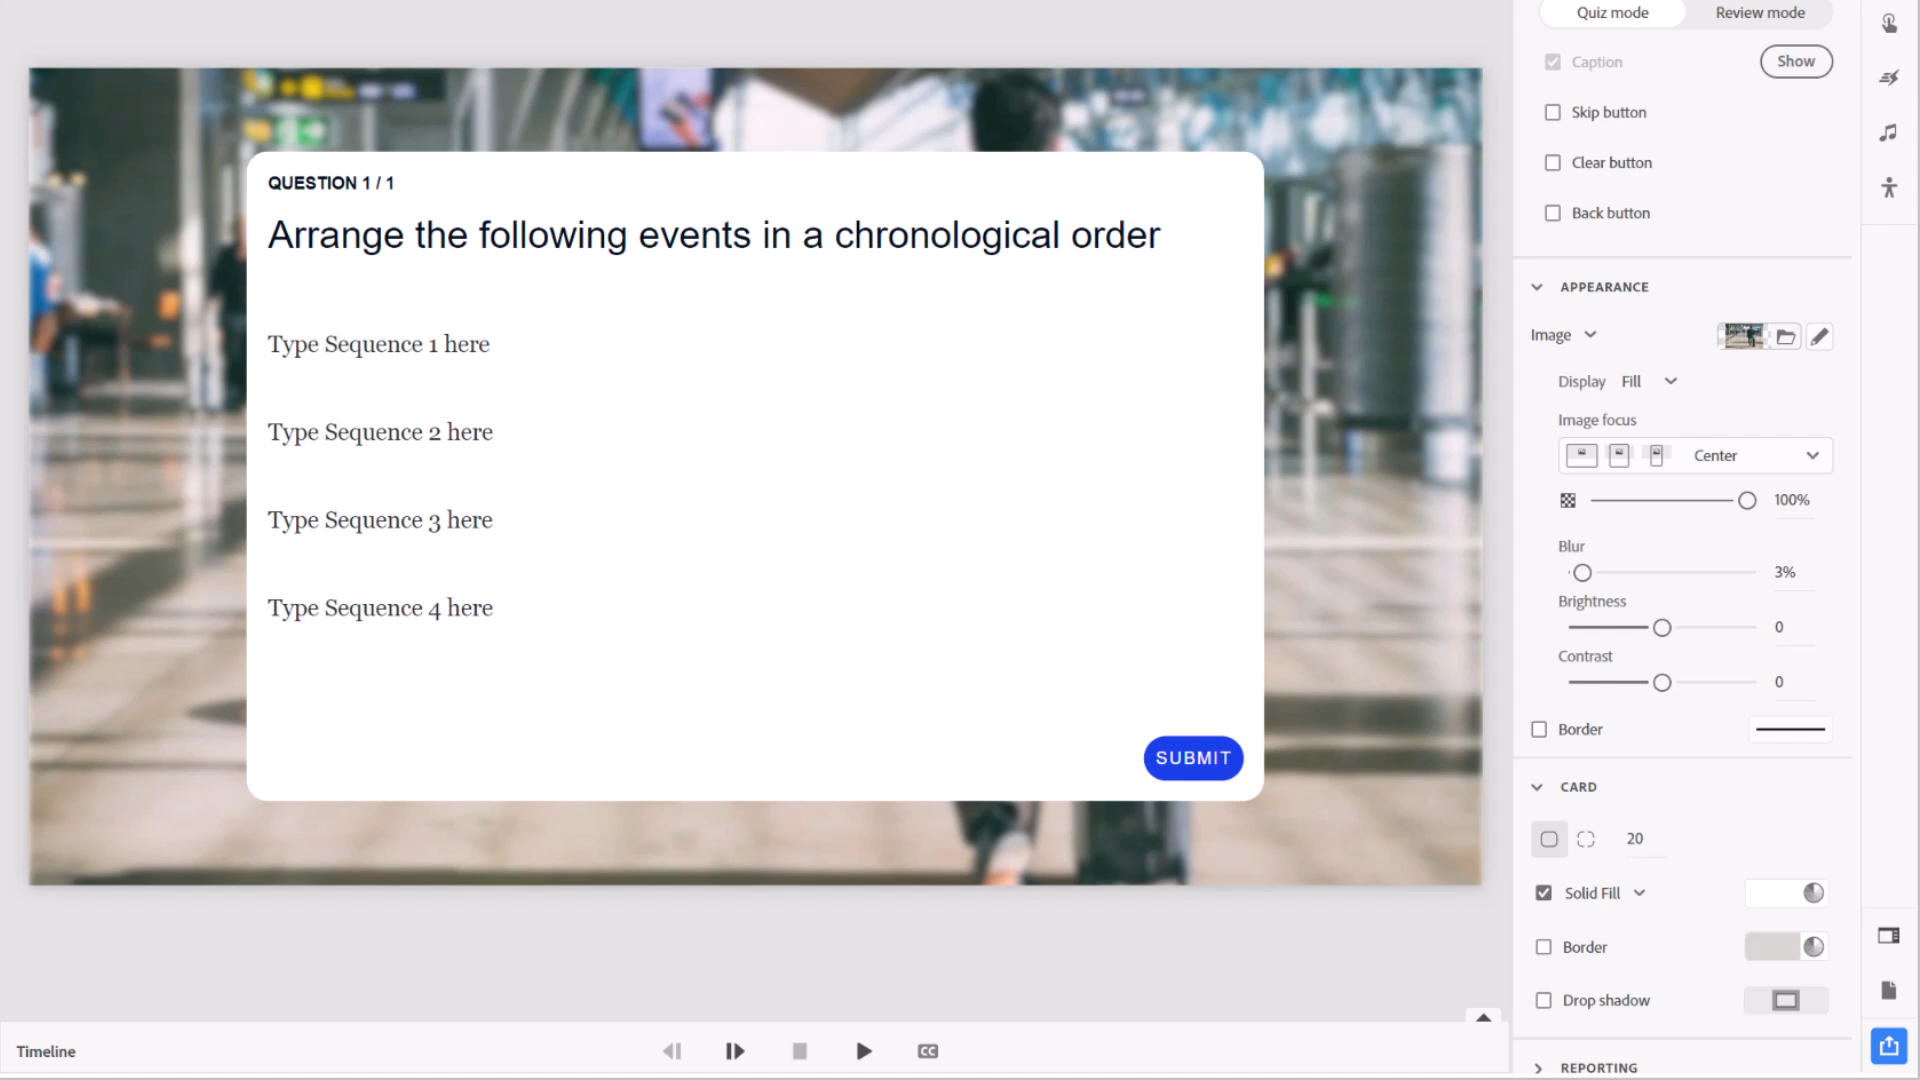 Quiz mode
Review mode
Caption
Show
Skip button
Clear button
Back button
QUESTION 1 / 1
Arrange the following events in a chronological order
Type Sequence 1 here
Type Sequence 2 here
Type Sequence 3 here
Type Sequence 4 here
SUBMIT
APPEARANCE
Image
Display Fill
Image focus
Center
100%
Blur
3%
Brightness
0
Contrast
0
Border
CARD
20
Solid Fill
Border
Drop shadow
REPORTING
Timeline
CC